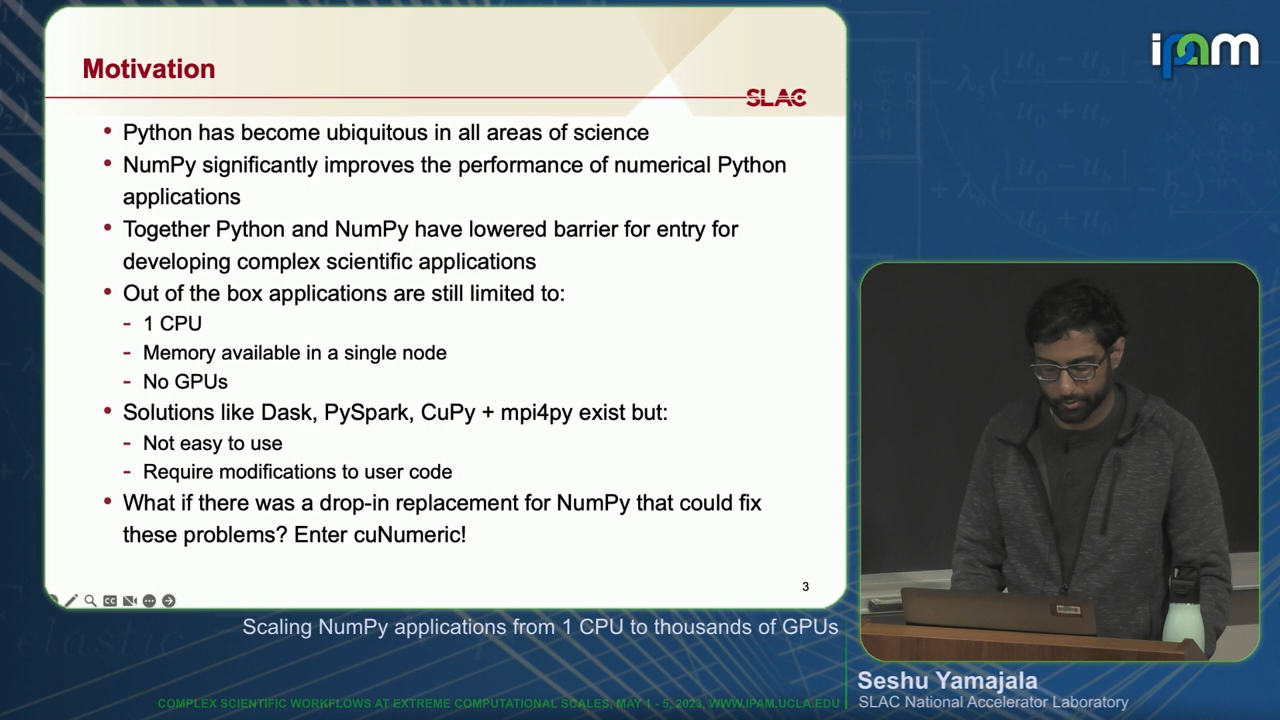 Motivation
SLAC
• Python has become ubiquitous in all areas of science
• NumPy significantly improves the performance of numerical Python
applications
• Together Python and NumPy have lowered barrier for entry for
developing complex scientific applications
• Out of the box applications are still limited to:
- 1 CPU
- Memory available in a single node
- No GPUs
• Solutions like Dask, PySpark, CuPy + mpi4py exist but:
- Not easy to use
- Require modifications to user code
• What if there was a drop-in replacement for NumPy that could fix
these problems? Enter cuNumeric!
3
ipam
Scaling NumPy applications from 1 CPU to thousands of GPUs
Seshu Yamajala
SLAC National Accelerator Laboratory
COMPLEX SCIENTIFIC WORKFLOWS AT EXTREME COMPUTATIONAL SCALES, MAY 1 - 5, 2023, WWW.IPAM.UCLA.EDU